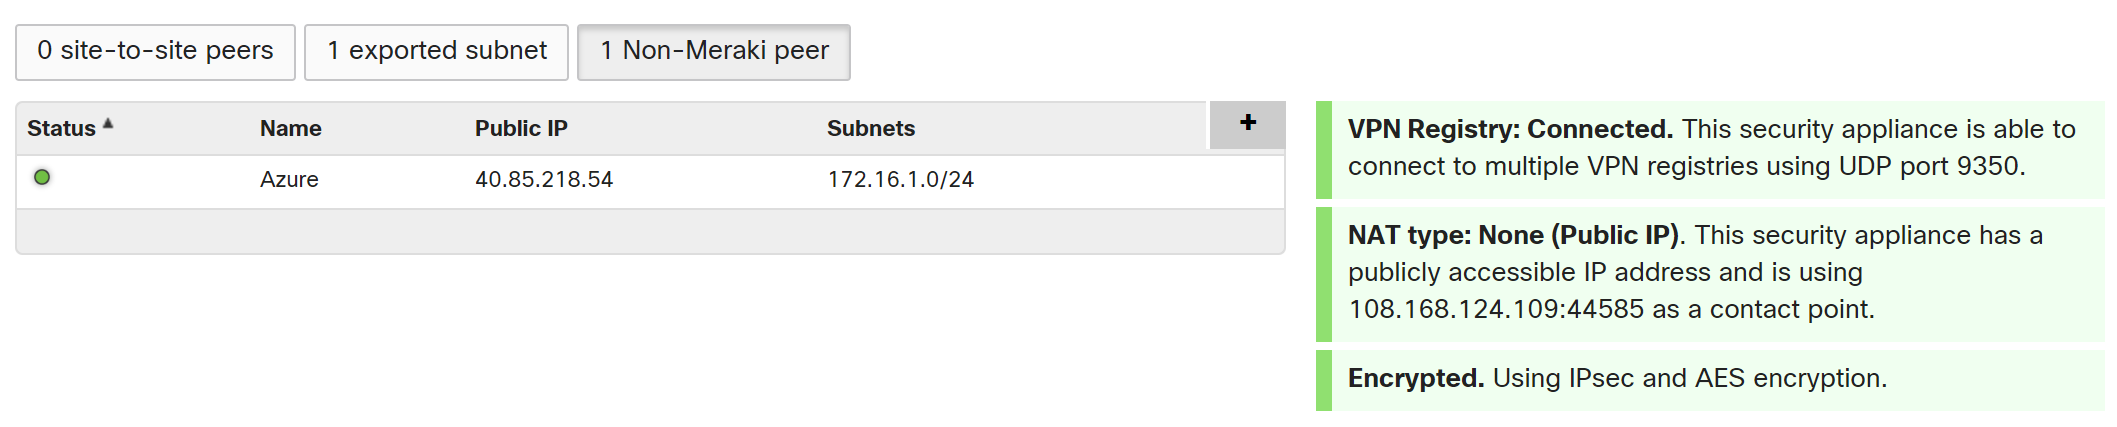 0 site-to-site peers 1 exported subnet 1 Non-Meraki peer
Status Name Public IP Subnets +
Azure 40.85.218.54 172.16.1.0/24
VPN Registry: Connected. This security appliance is able to
connect to multiple VPN registries using UDP port 9350.
NAT type: None (Public IP). This security appliance has a
publicly accessible IP address and is using
108.168.124.109:44585 as a contact point.
Encrypted. Using IPsec and AES encryption.